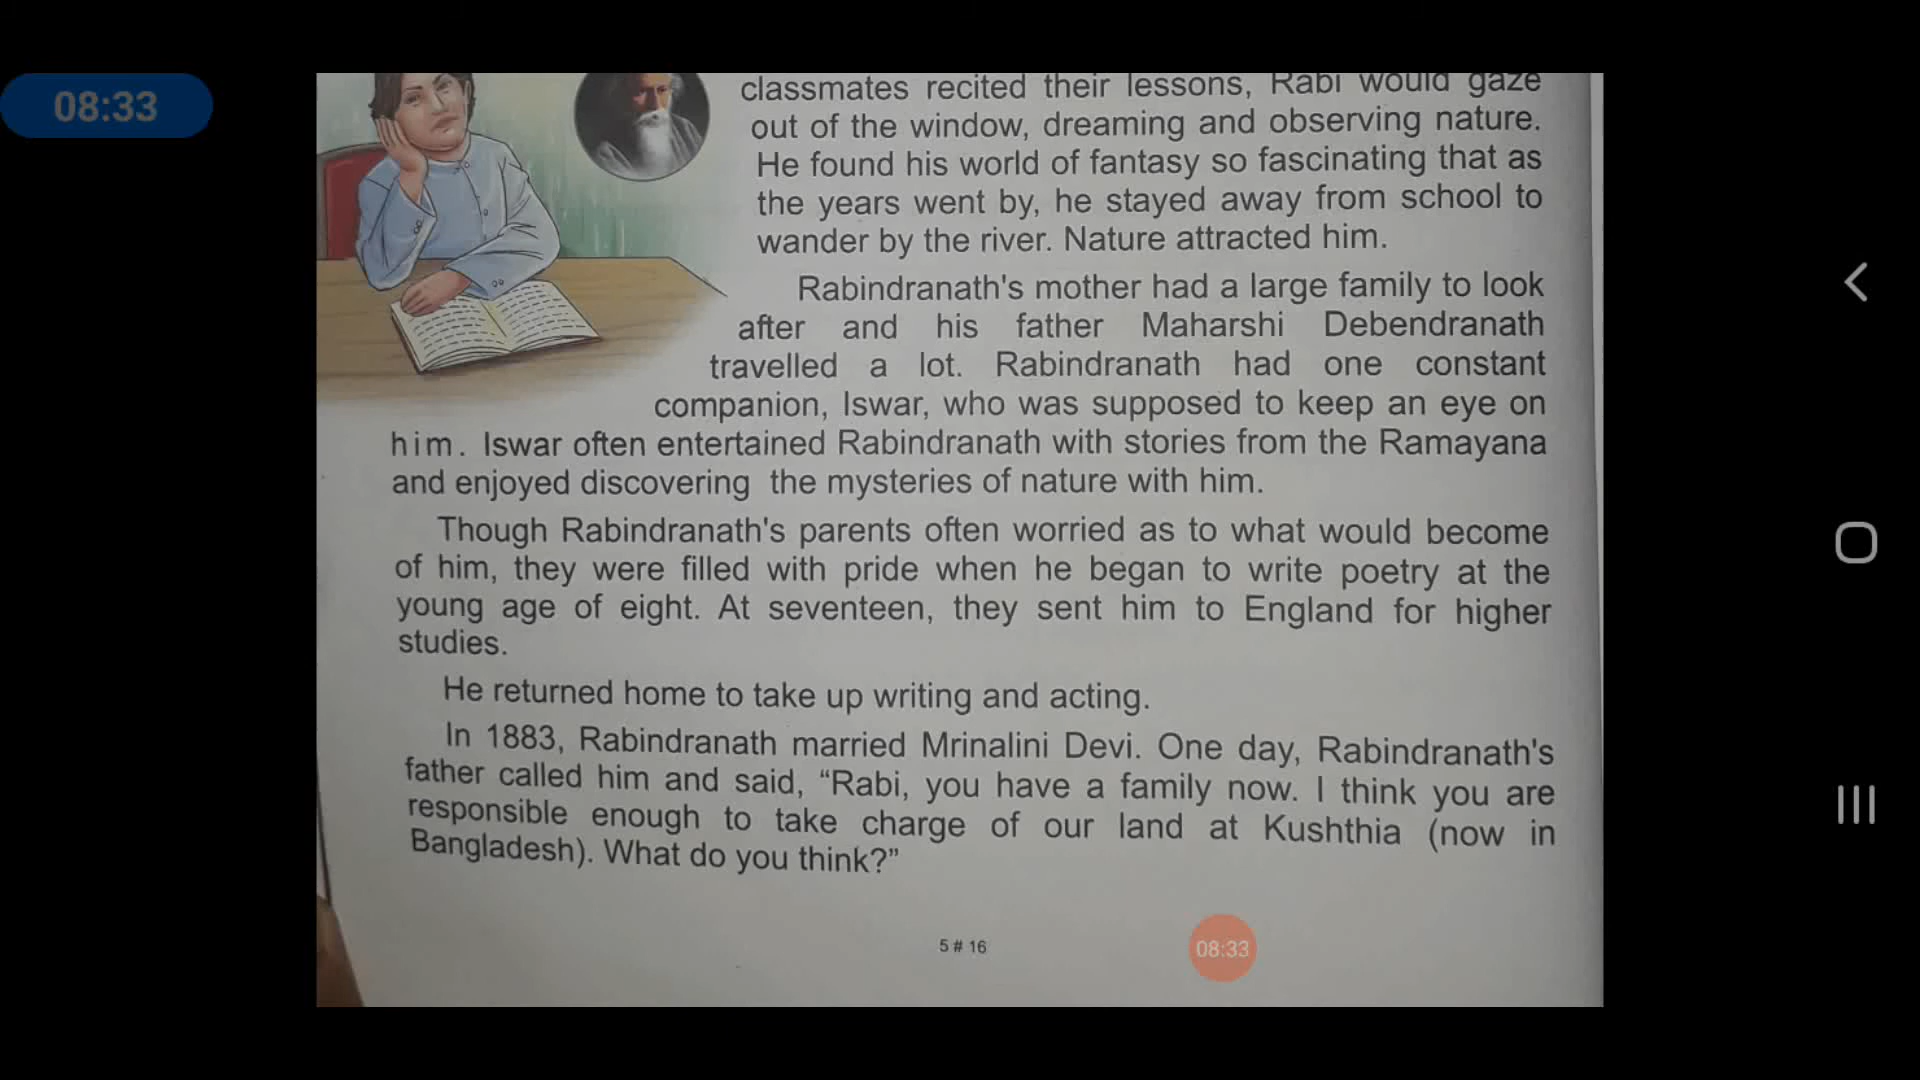 08:33
classmates recited their lessons, Rabi would gaze
out of the window, dreaming and observing nature.
He found his world of fantasy so fascinating that as
the years went by, he stayed away from school to
wander by the river. Nature attracted him.
Rabindranath's mother had a large family to look
after and his father Maharshi Debendranath
travelled a lot. Rabindranath had one constant
companion, Iswar, who was supposed to keep an eye on
him. Iswar often entertained Rabindranath with stories from the Ramayana
and enjoyed discovering the mysteries of nature with him.
Though Rabindranath's parents often worried as to what would become
of him, they were filled with pride when he began to write poetry at the
young age of eight. At seventeen, they sent him to England for higher
studies.
He returned home to take up writing and acting.
In 1883, Rabindranath married Mrinalini Devi. One day, Rabindranath's
father called him and said, “Rabi, you have a family now. I think you are
responsible enough to take charge of our land at Kushthia (now in
Bangladesh). What do you think?”
5 # 16
08:33